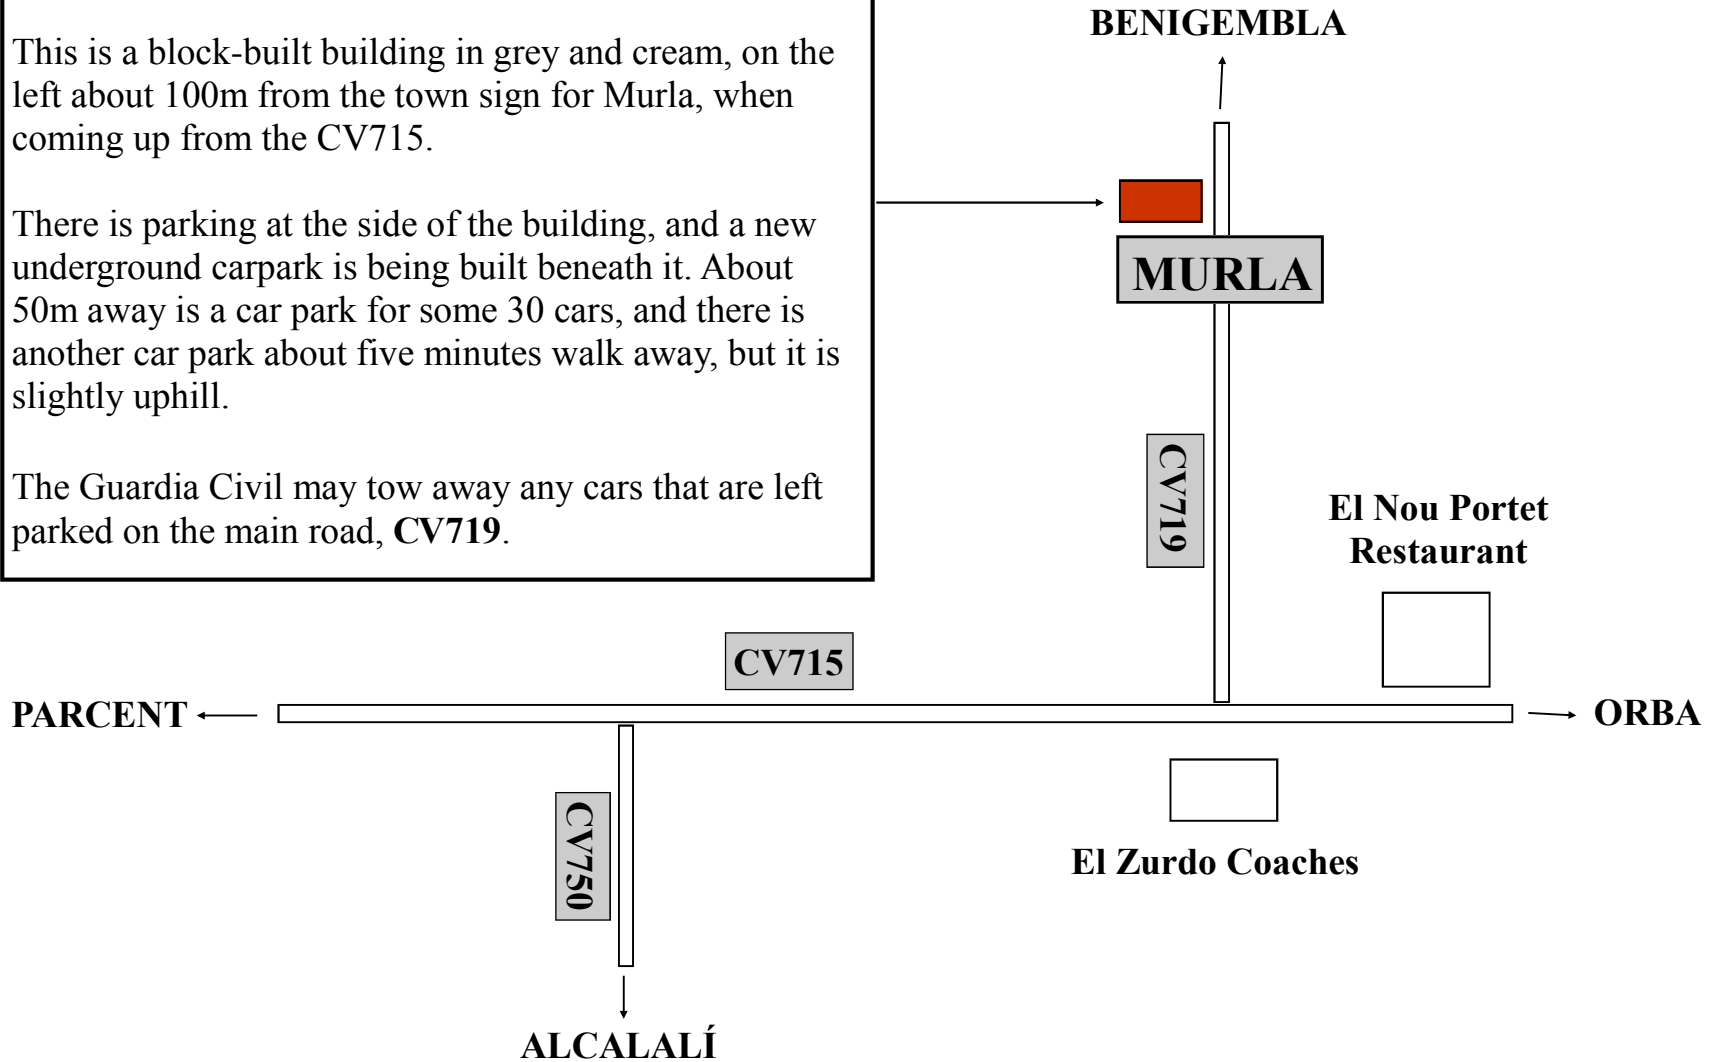 This is a block-built building in grey and cream, on the
left about 100m from the town sign for Murla, when
coming up from the CV715.
There is parking at the side of the building, and a new
underground carpark is being built beneath it. About
50m away is a car park for some 30 cars, and there is
another car park about five minutes walk away, but it is
slightly uphill.
The Guardia Civil may tow away any cars that are left
parked on the main road, CV719.
BENIGEMBLA
MURLA
CV719
El Nou Portet
Restaurant
CV715
PARCENT
ORBA
CV750
El Zurdo Coaches
ALCALALÍ